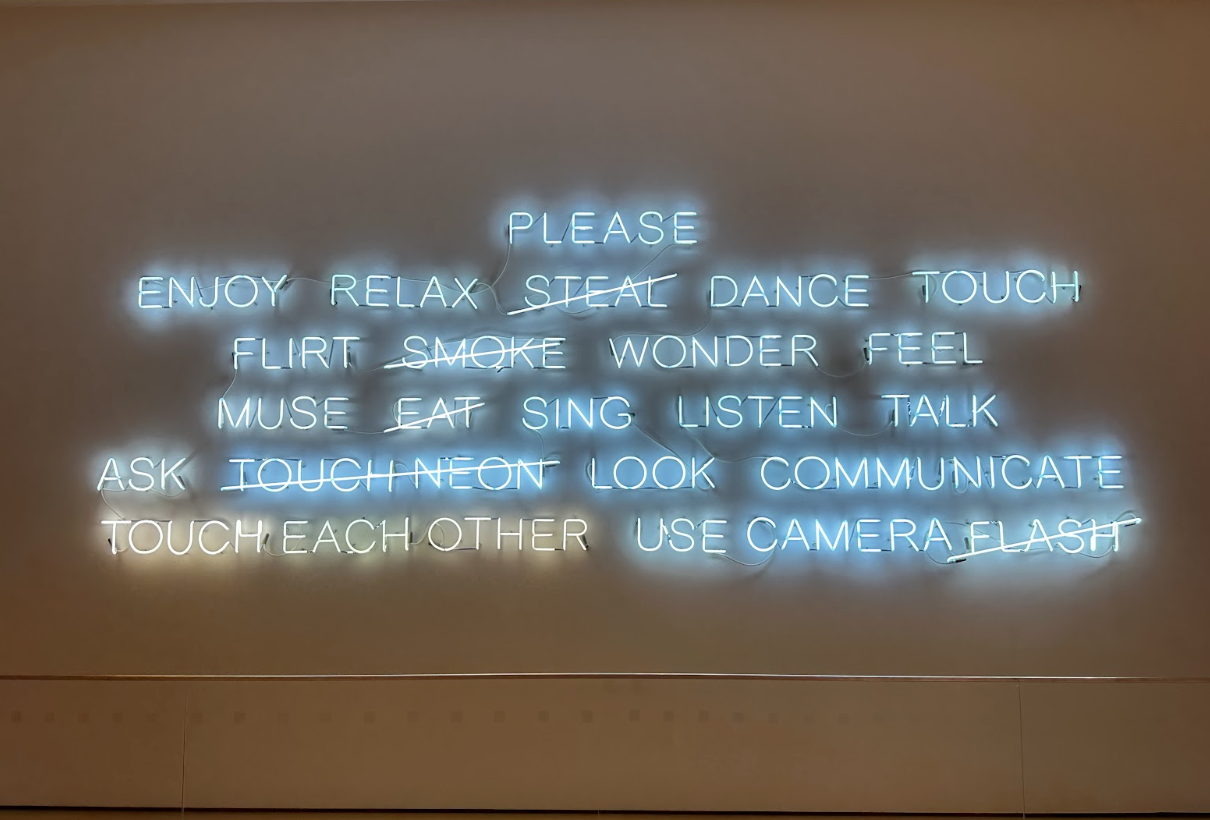 PLEASE
ENJOY RELAX STEAL DANCE TOUCH
FLIRT SMOKE WONDER FEEL
MUSE EAT SING LISTEN TALK
ASK TOUCH NEON LOOK COMMUNICATE
TOUCH EACH OTHER USE CAMERA FLASH